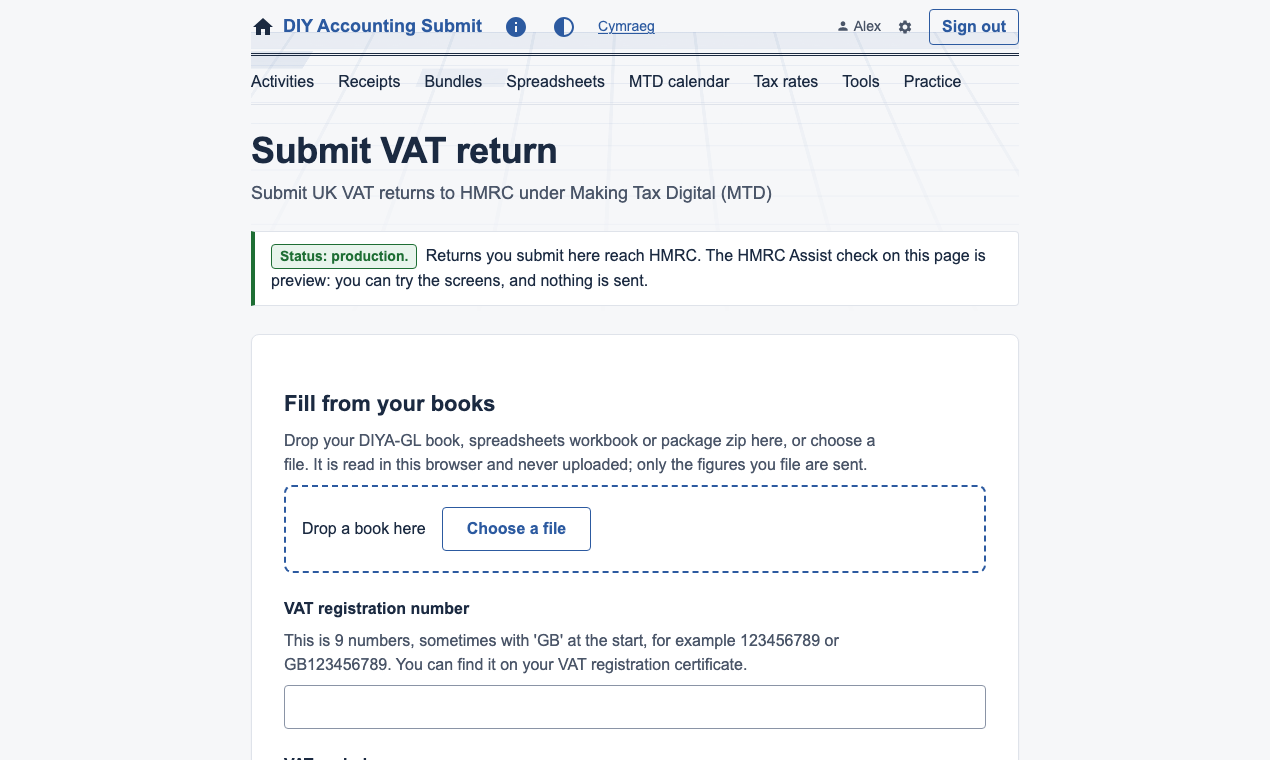 DIY Accounting Submit
Cymraeg
Alex
Sign out
Activities
Receipts
Bundles
Spreadsheets
MTD calendar
Tax rates
Tools
Practice
Submit VAT return
Submit UK VAT returns to HMRC under Making Tax Digital (MTD)
Status: production. Returns you submit here reach HMRC. The HMRC Assist check on this page is
preview: you can try the screens, and nothing is sent.
Fill from your books
Drop your DIYA-GL book, spreadsheets workbook or package zip here, or choose a
file. It is read in this browser and never uploaded; only the figures you file are sent.
Drop a book here
Choose a file
VAT registration number
This is 9 numbers, sometimes with 'GB' at the start, for example 123456789 or
GB123456789. You can find it on your VAT registration certificate.